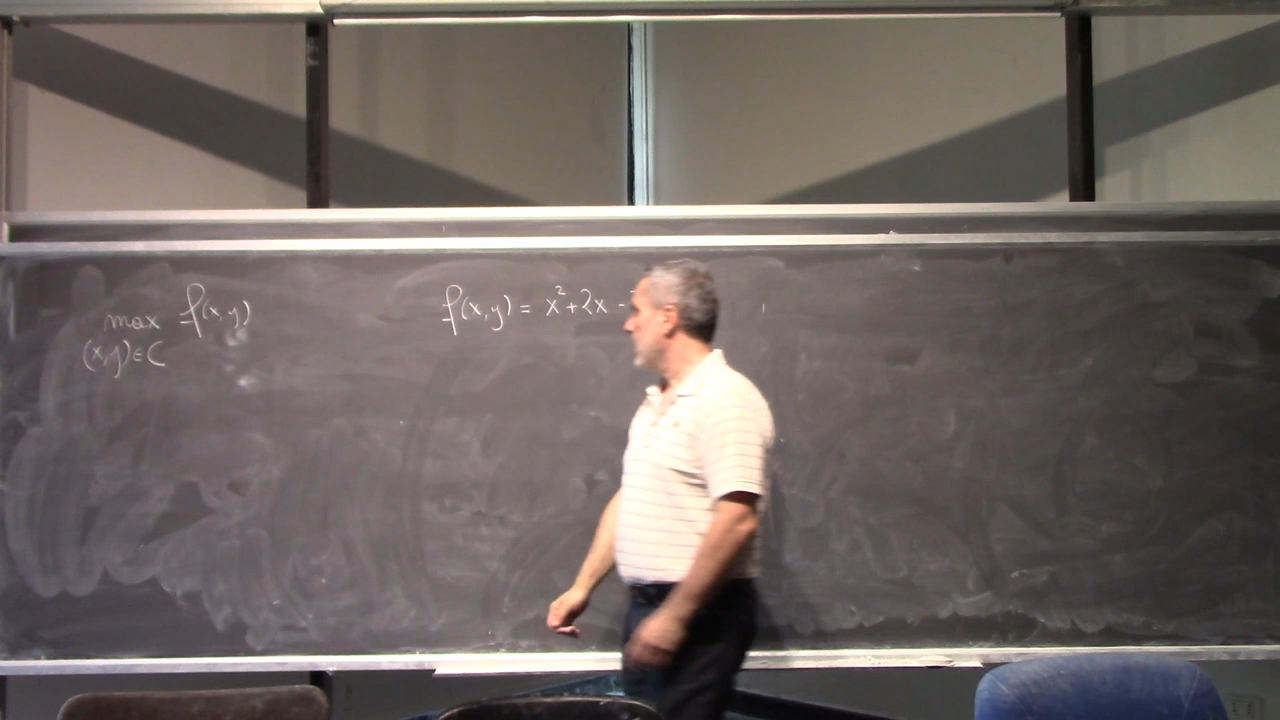 max f(x,y)
(x,y)∈C
f(x,y) = x²+2x -